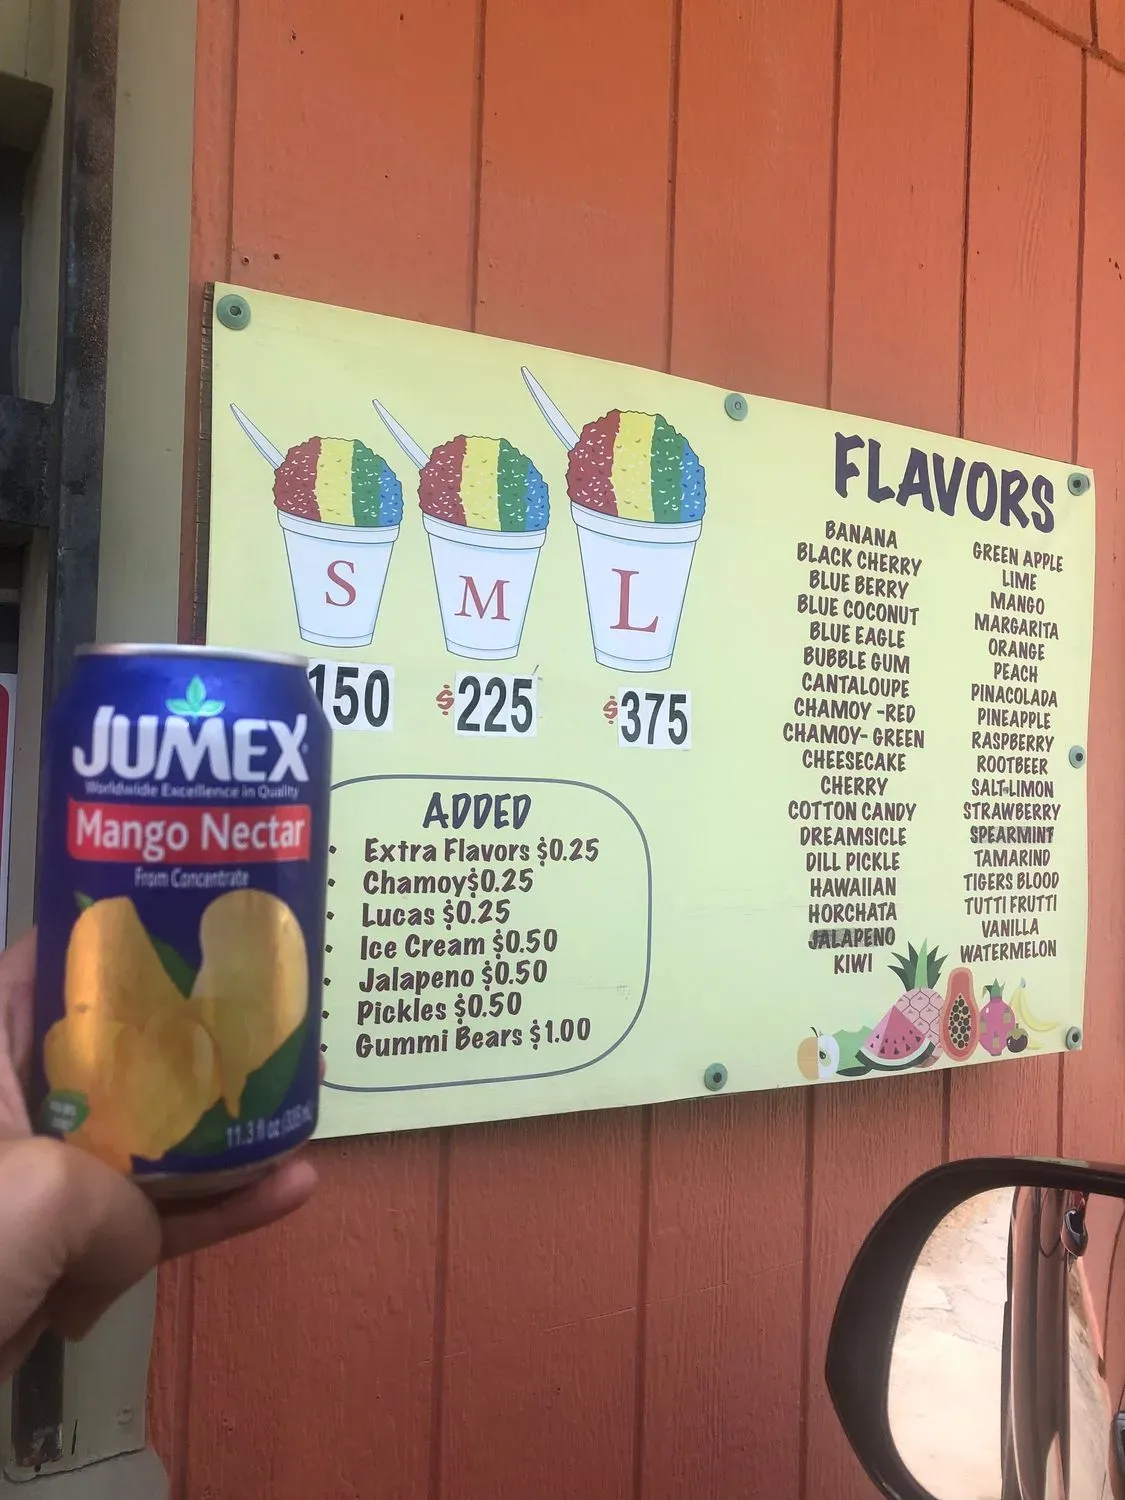 JUMEX
Worldwide Excellence in Quality
Mango Nectar
From Concentrate
11.3 fl oz
S
M
L
150
$225
$375
ADDED
Extra Flavors $0.25
Chamoy$0.25
Lucas $0.25
Ice Cream $0.50
Jalapeno $0.50
Pickles $0.50
Gummi Bears $1.00
FLAVORS
BANANA
BLACK CHERRY
BLUE BERRY
BLUE COCONUT
BLUE EAGLE
BUBBLE GUM
CANTALOUPE
CHAMOY -RED
CHAMOY- GREEN
CHEESECAKE
CHERRY
COTTON CANDY
DREAMSICLE
DILL PICKLE
HAWAIIAN
HORCHATA
JALAPENO
KIWI
GREEN APPLE
LIME
MANGO
MARGARITA
ORANGE
PEACH
PINACOLADA
PINEAPPLE
RASPBERRY
ROOTBEER
SALT-LIMON
STRAWBERRY
SPEARMINT
TAMARIND
TIGERS BLOOD
TUTTI FRUTTI
VANILLA
WATERMELON